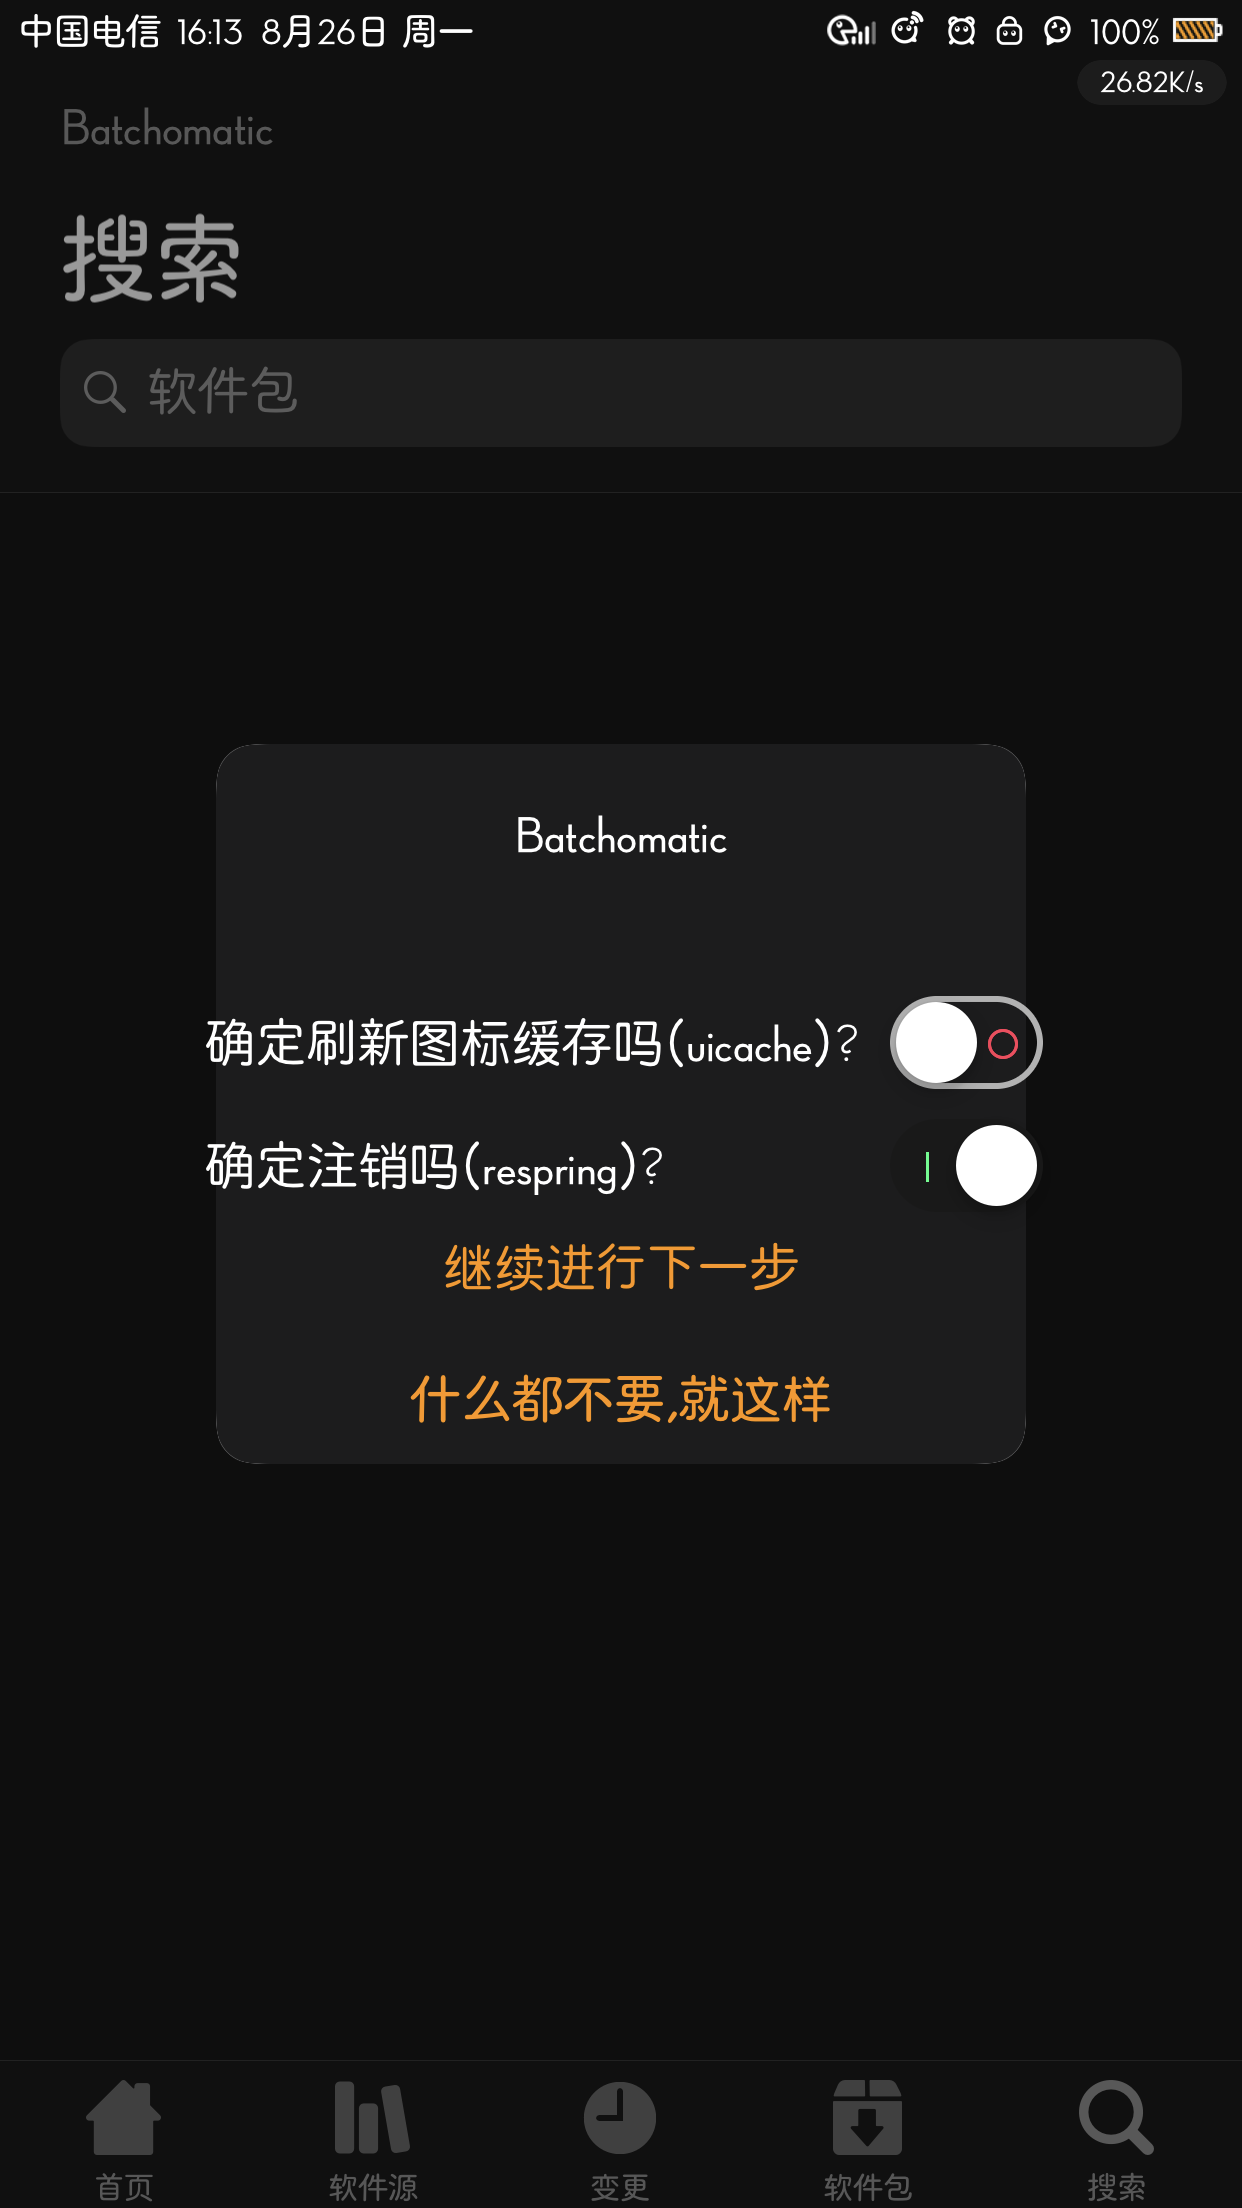 中国电信 16:13 8月26日 周一 100%
26.82K/s
Batchomatic
搜索
软件包
Batchomatic
确定刷新图标缓存吗(uicache)?
确定注销吗(respring)?
继续进行下一步
什么都不要,就这样
首页 软件源 变更 软件包 搜索